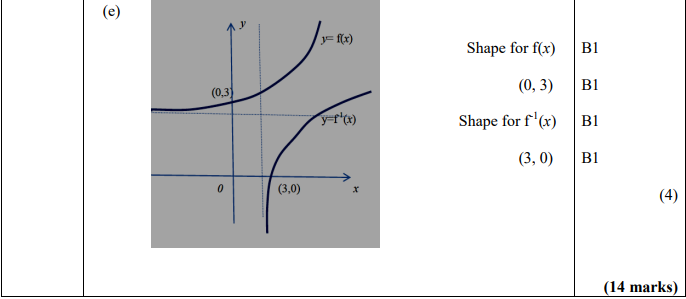 (e)
y
y= f(x)
Shape for f(x) B1
(0,3)
(0, 3) B1
y=f⁻¹(x)
Shape for f⁻¹(x) B1
(3, 0) B1
0 (3,0) x
(4)
(14 marks)